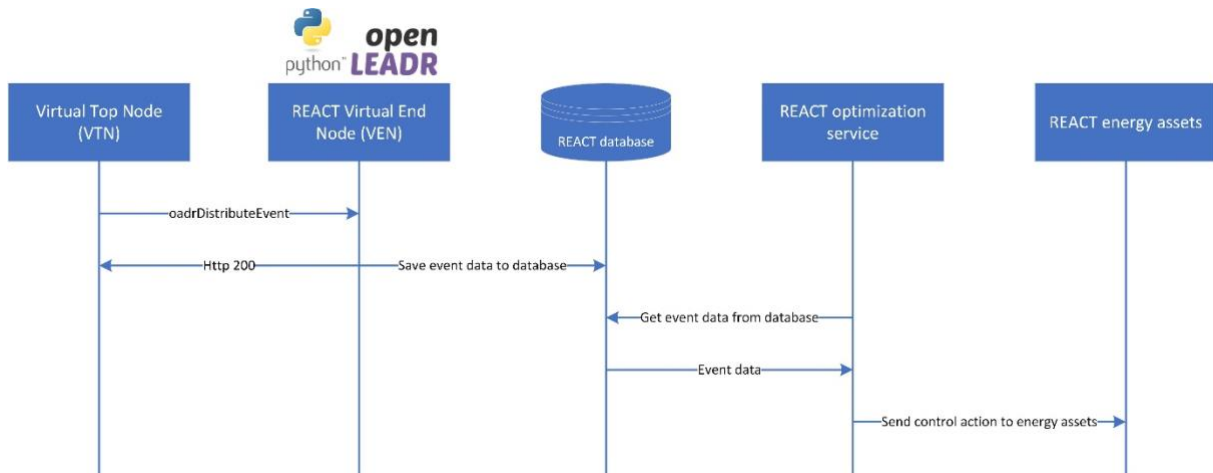 python™
open
LEADR
Virtual Top Node
(VTN)
REACT Virtual End
Node (VEN)
REACT database
REACT optimization
service
REACT energy assets
oadrDistributeEvent
Http 200
Save event data to database
Get event data from database
Event data
Send control action to energy assets